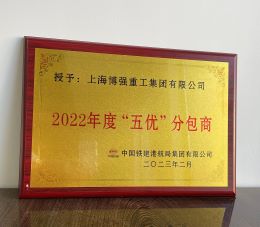 授予：上海博强重工集团有限公司
2022年度“五优”分包商
中国铁建港航局集团有限公司
二〇二三年二月